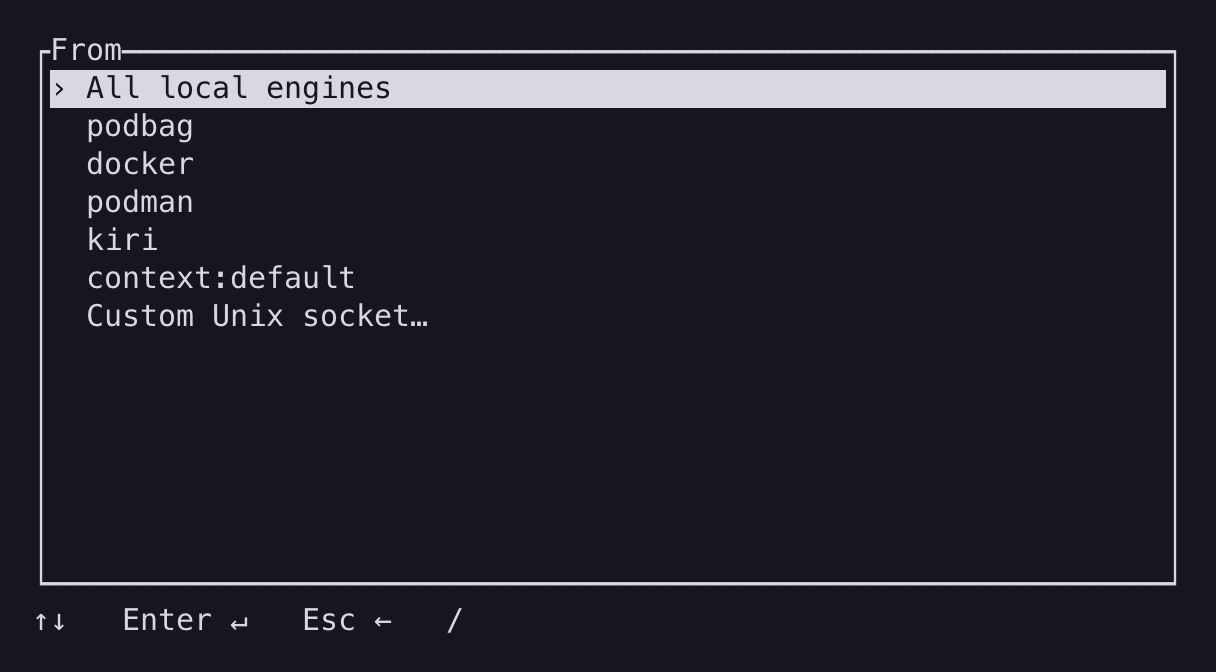 From
› All local engines
podbag
docker
podman
kiri
context:default
Custom Unix socket…
↑↓ Enter ↵ Esc ← /